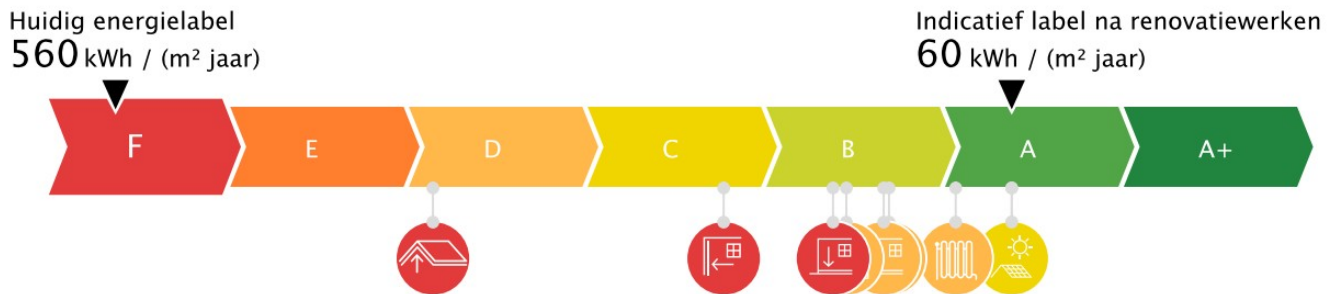 Huidig energielabel
560 kWh / (m² jaar)
Indicatief label na renovatiewerken
60 kWh / (m² jaar)
F
E
D
C
B
A
A+